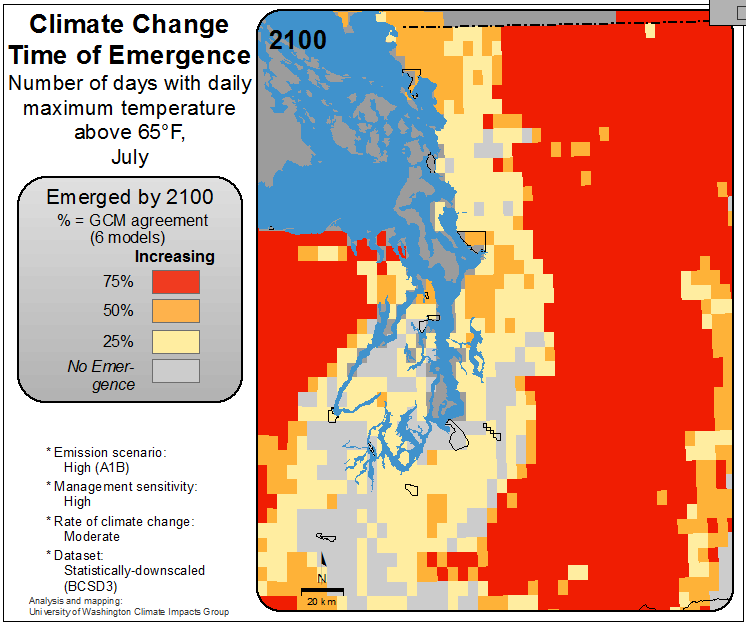 Climate Change
Time of Emergence
Number of days with daily
maximum temperature
above 65°F,
July
Emerged by 2100
% = GCM agreement
(6 models)
Increasing
75%
50%
25%
No Emer-
gence
* Emission scenario:
High (A1B)
* Management sensitivity:
High
* Rate of climate change:
Moderate
* Dataset:
Statistically-downscaled
(BCSD3)
Analysis and mapping:
University of Washington Climate Impacts Group
2100
N
20 km